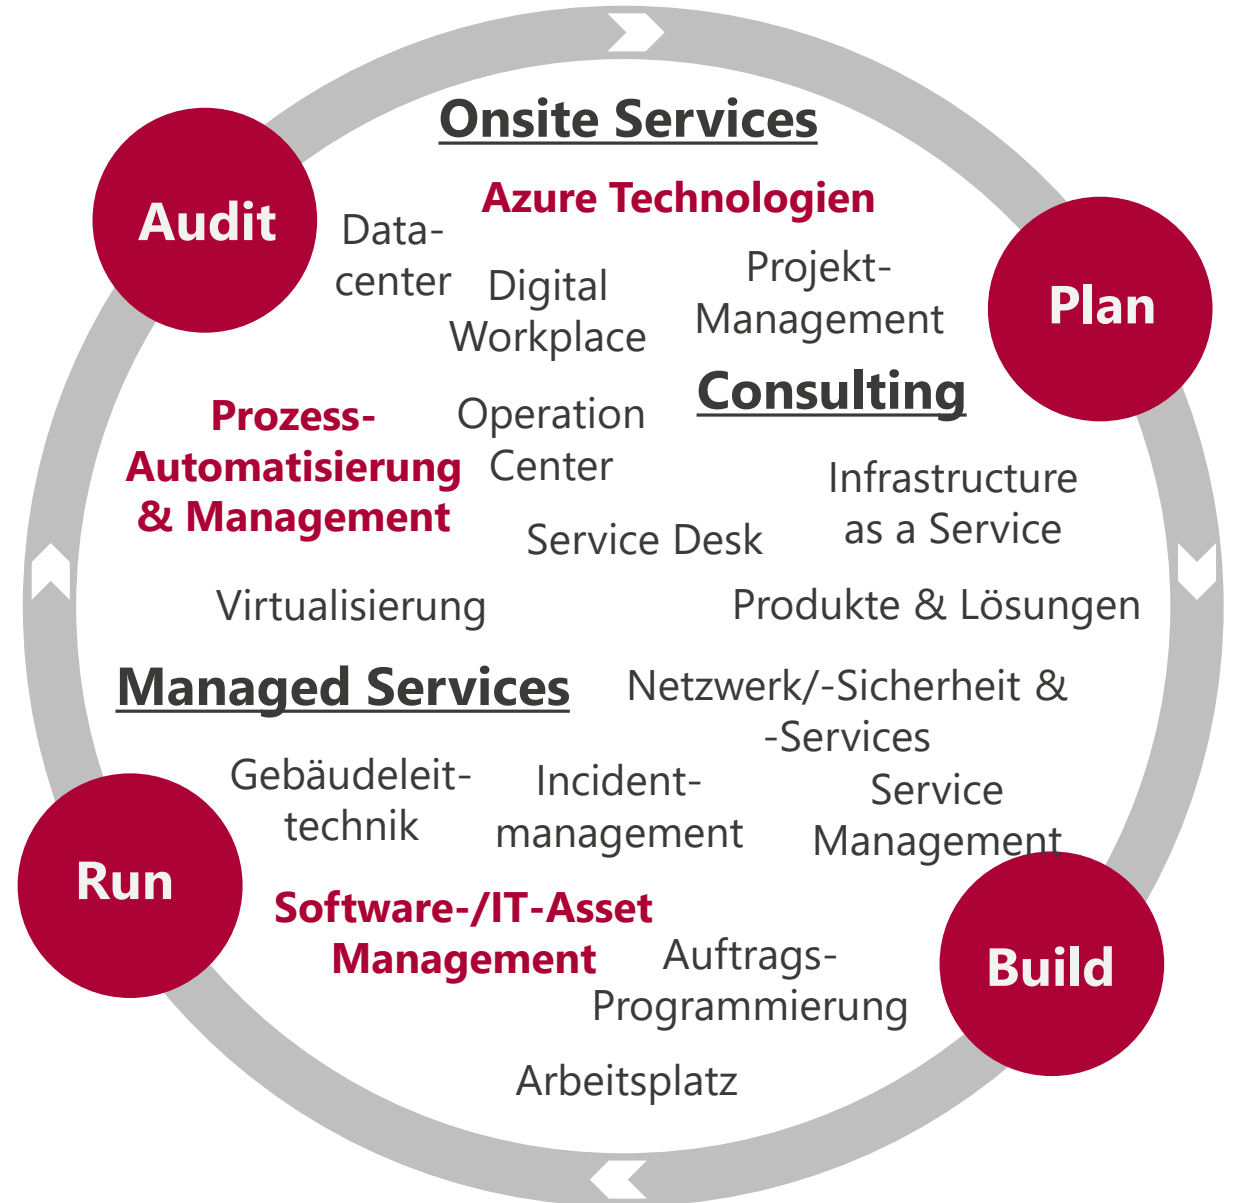 Onsite Services
Azure Technologien
Audit
Data-
center
Digital
Workplace
Projekt-
Management
Plan
Consulting
Prozess-
Automatisierung
& Management
Operation
Center
Infrastructure
as a Service
Service Desk
Virtualisierung
Produkte & Lösungen
Managed Services
Netzwerk/-Sicherheit &
-Services
Gebäudeleit-
technik
Incident-
management
Service
Management
Run
Software-/IT-Asset
Management
Auftrags-
Programmierung
Build
Arbeitsplatz